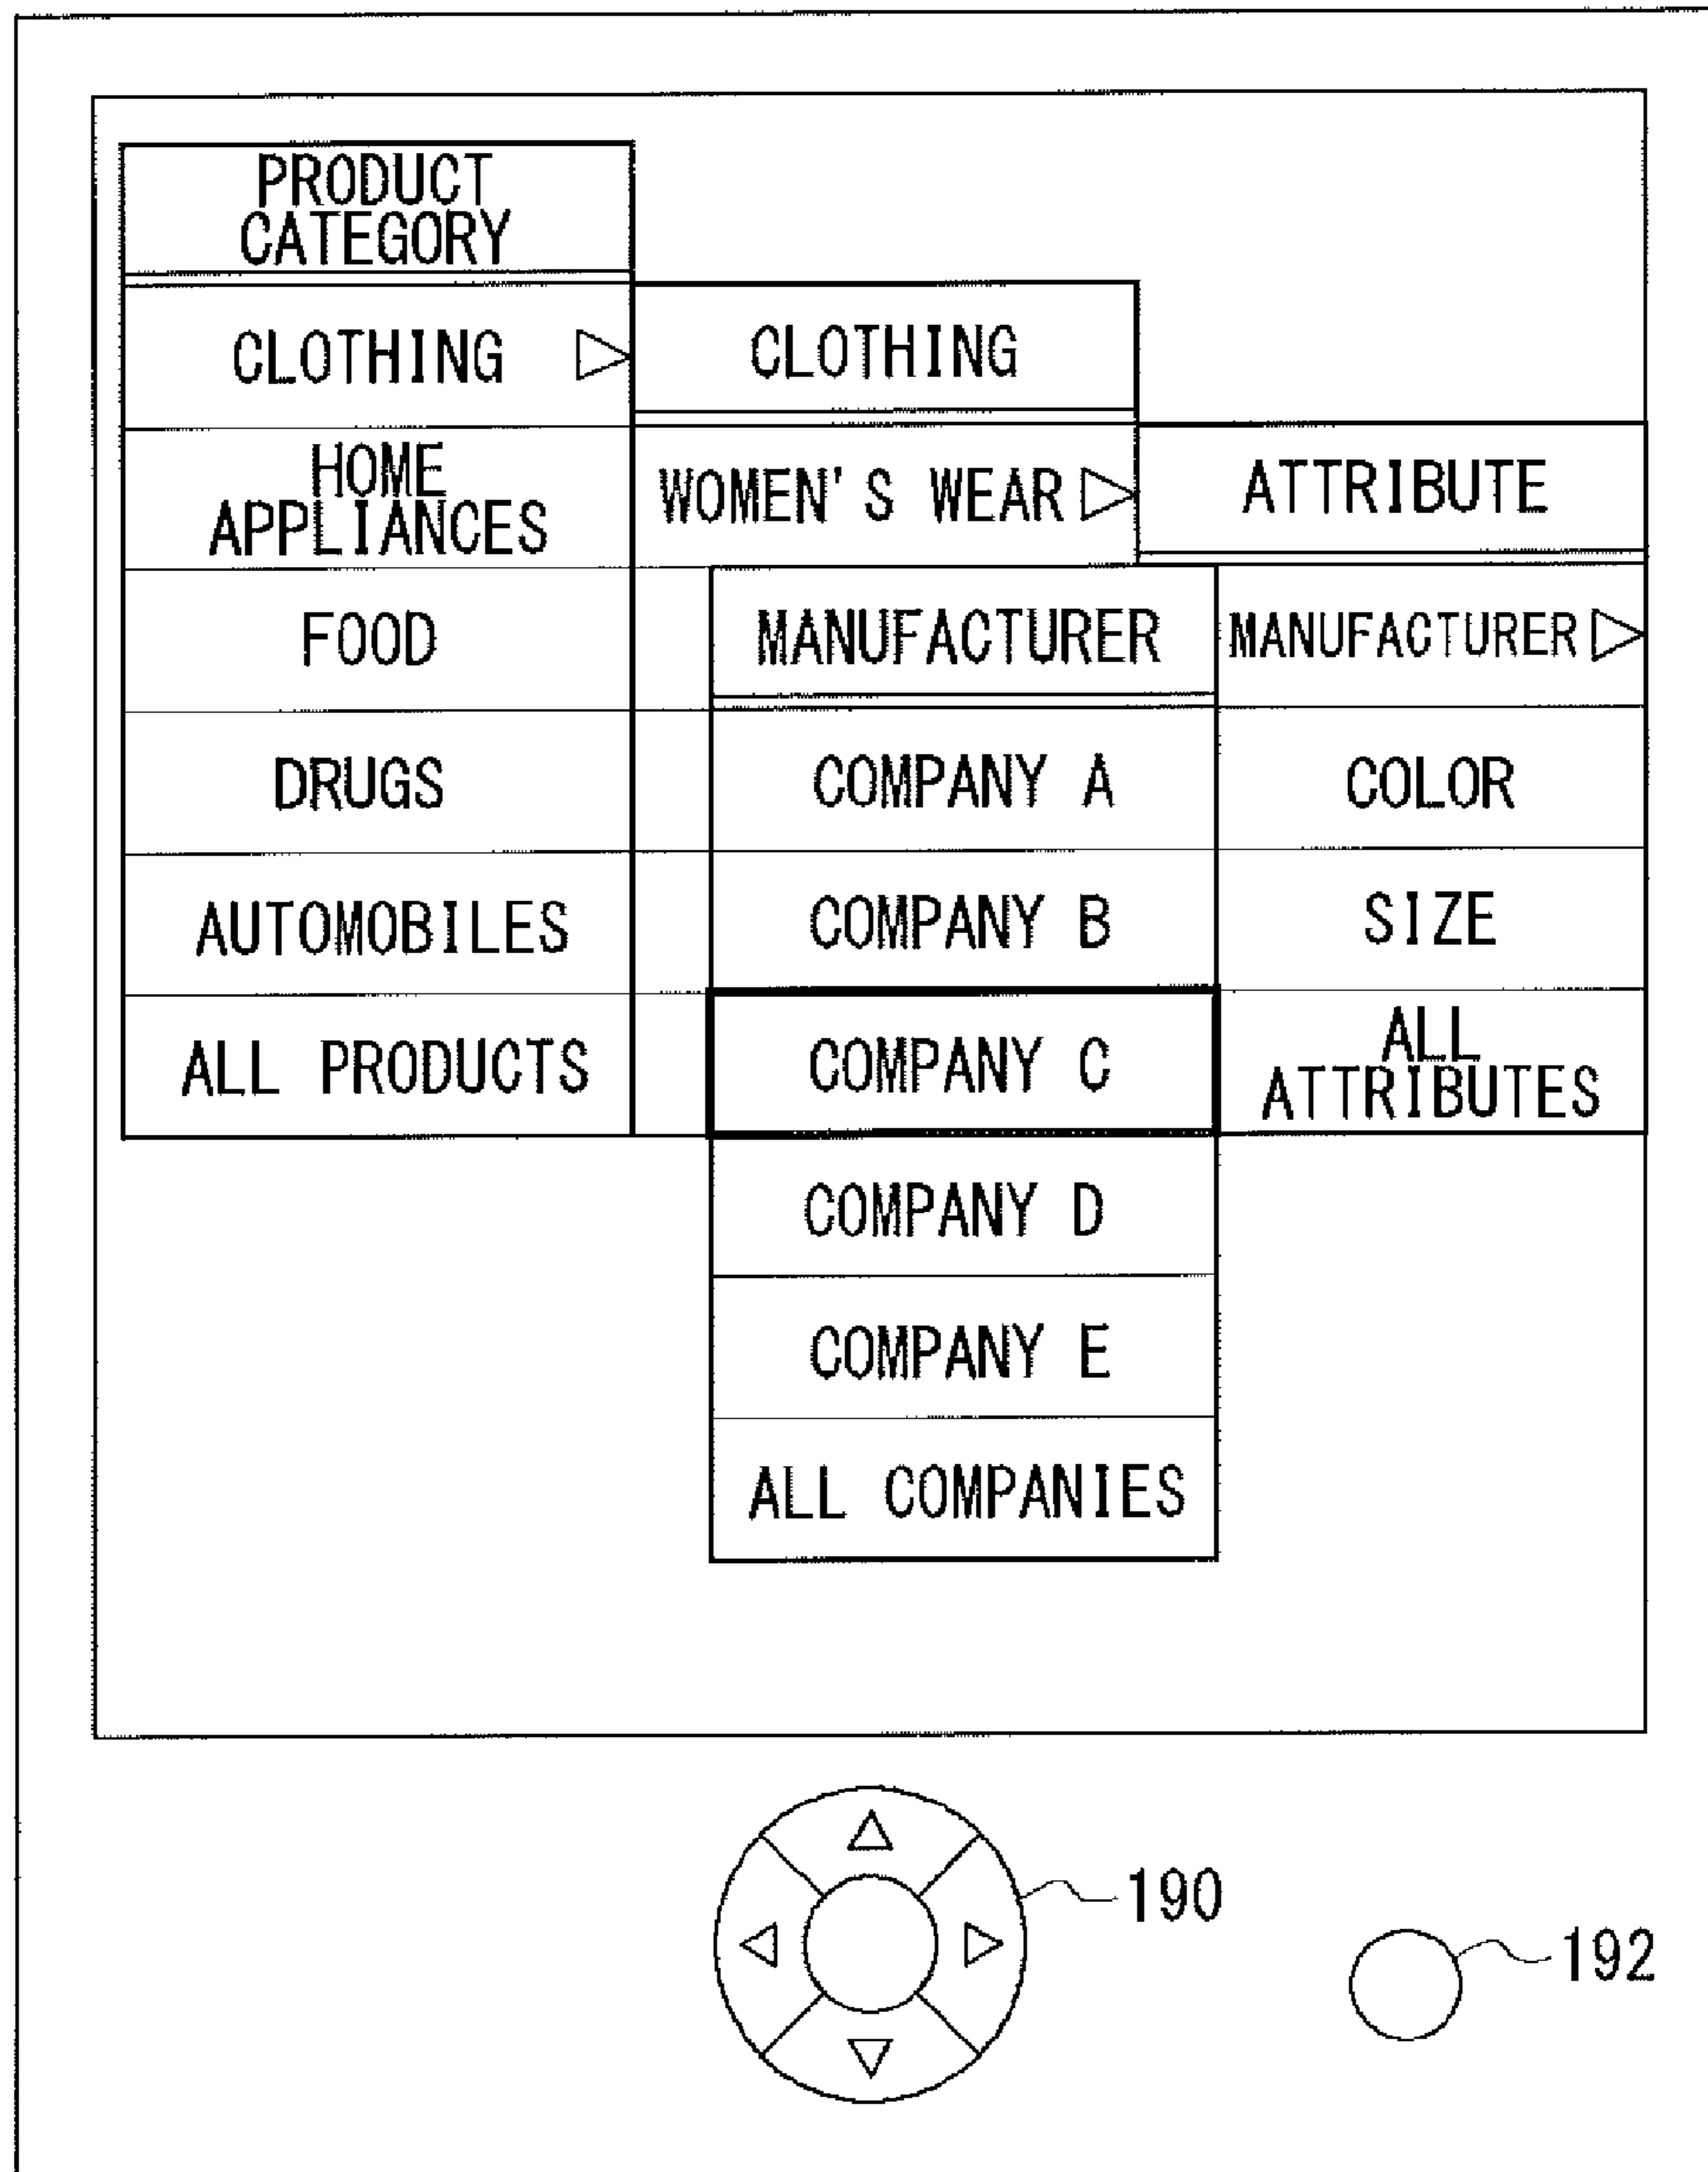 PRODUCT
CATEGORY
CLOTHING
HOME
APPLIANCES
FOOD
DRUGS
AUTOMOBILES
ALL PRODUCTS
CLOTHING
WOMEN'S WEAR
ATTRIBUTE
MANUFACTURER
COLOR
SIZE
ALL
ATTRIBUTES
MANUFACTURER
COMPANY A
COMPANY B
COMPANY C
COMPANY D
COMPANY E
ALL COMPANIES
190
192